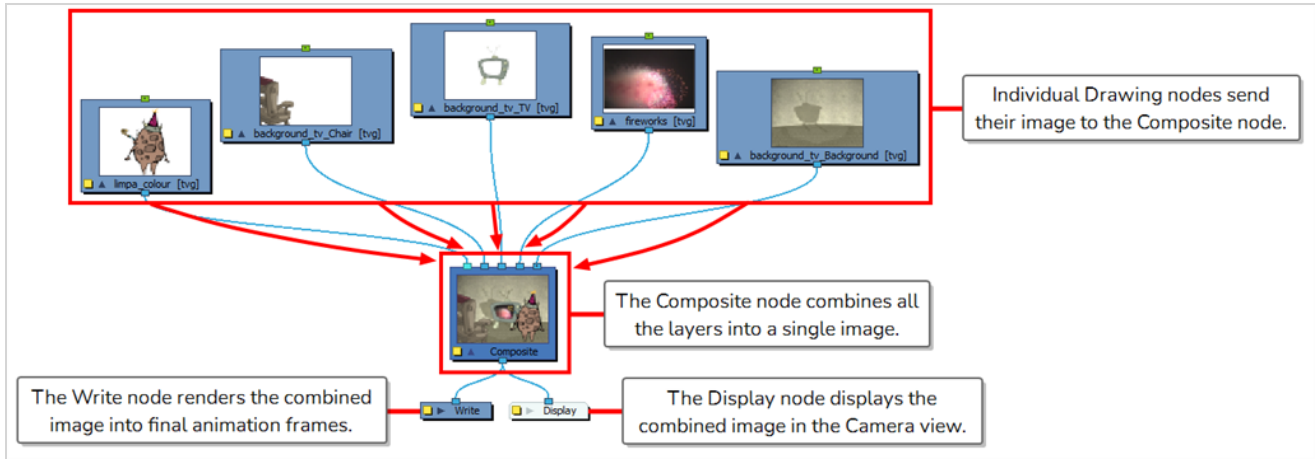 background_tv_TV [tvg]
fireworks [tvg]
background_tv_Chair [tvg]
background_tv_Background [tvg]
limpa_colour [tvg]
Individual Drawing nodes send
their image to the Composite node.
The Composite node combines all
the layers into a single image.
Composite
The Write node renders the combined
image into final animation frames.
Write
Display
The Display node displays the
combined image in the Camera view.